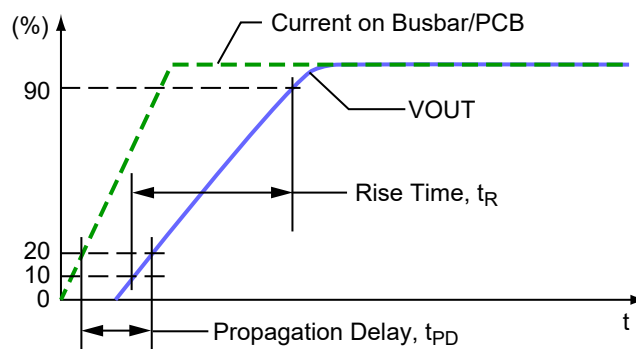 (%)
Current on Busbar/PCB
90
VOUT
Rise Time, tR
20
10
0
t
Propagation Delay, tPD